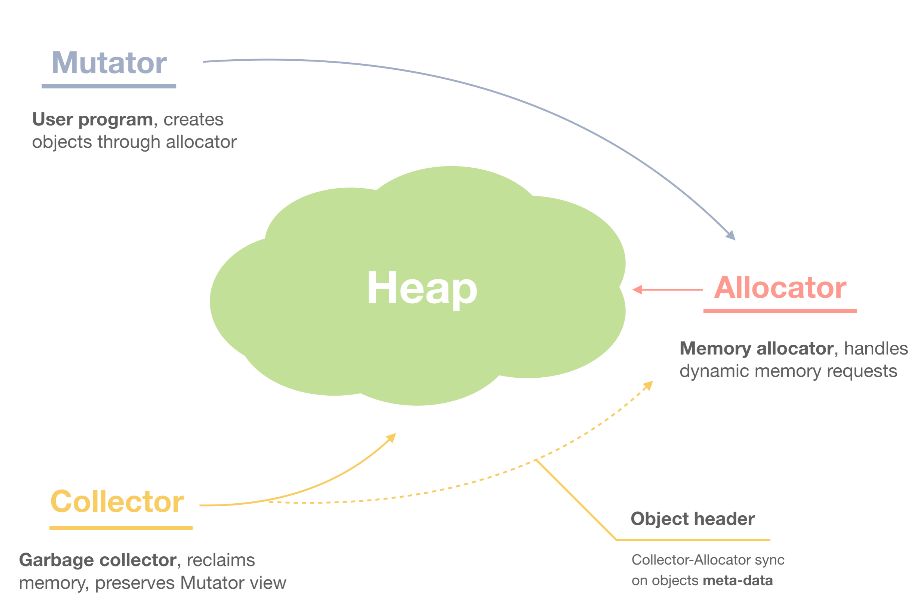 Mutator
User program, creates
objects through allocator
Heap
Allocator
Memory allocator, handles
dynamic memory requests
Collector
Garbage collector, reclaims
memory, preserves Mutator view
Object header
Collector-Allocator sync
on objects meta-data